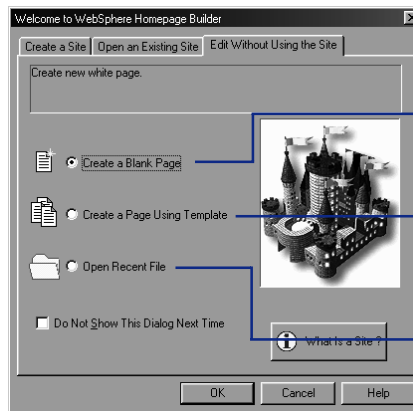 Welcome to WebSphere Homepage Builder
Create a Site
Open an Existing Site
Edit Without Using the Site
Create new white page.
Create a Blank Page
Create a Page Using Template
Open Recent File
Do Not Show This Dialog Next Time
What Is a Site ?
OK
Cancel
Help